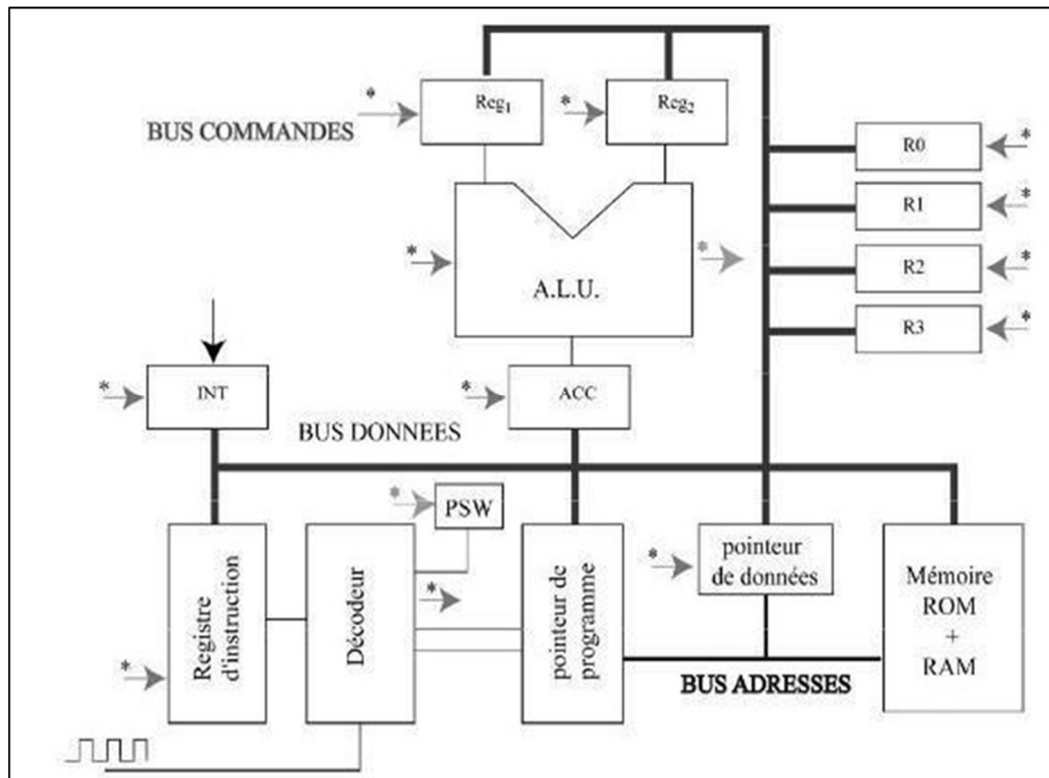 Reg1
Reg2
*
*
BUS COMMANDES
R0
*
R1
*
*
*
A.L.U.
R2
*
R3
*
*
INT
*
ACC
BUS DONNEES
*
PSW
Registre
d'instruction
Décodeur
*
pointeur de
programme
*
pointeur
de données
Mémoire
ROM
+
RAM
*
BUS ADRESSES